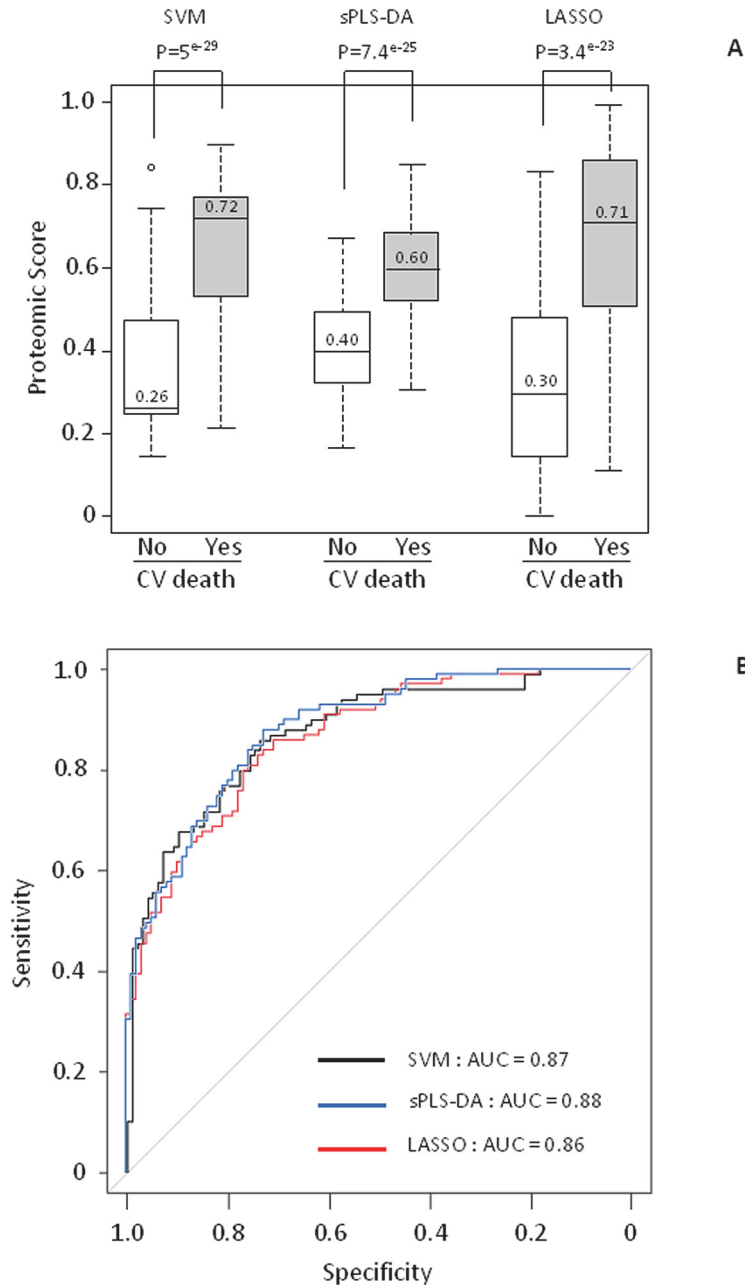 SVM sPLS-DA LASSO
P=5e-29 P=7.4e-25 P=3.4e-23
A
1.0
0.8
0.6
0.4
0.2
0
Proteomic Score
0.26 0.72 0.40 0.60 0.30 0.71
No Yes No Yes No Yes
CV death CV death CV death
B
1.0
0.8
0.6
0.4
0.2
0
Sensitivity
SVM : AUC = 0.87
sPLS-DA : AUC = 0.88
LASSO : AUC = 0.86
1.0 0.8 0.6 0.4 0.2 0
Specificity